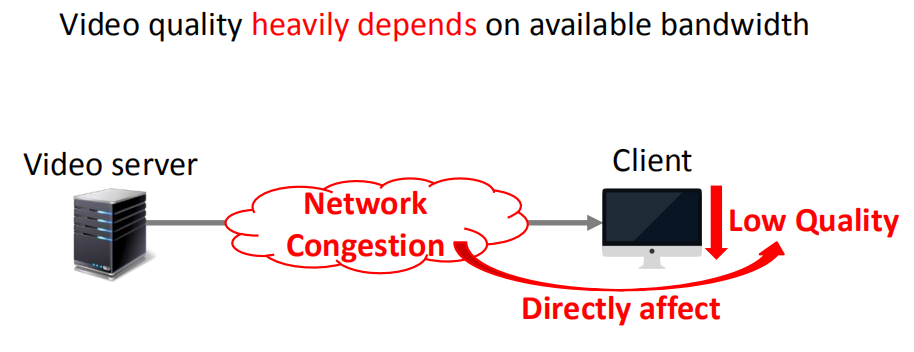 Video quality heavily depends on available bandwidth
Video server
Client
Network
Congestion
Low Quality
Directly affect